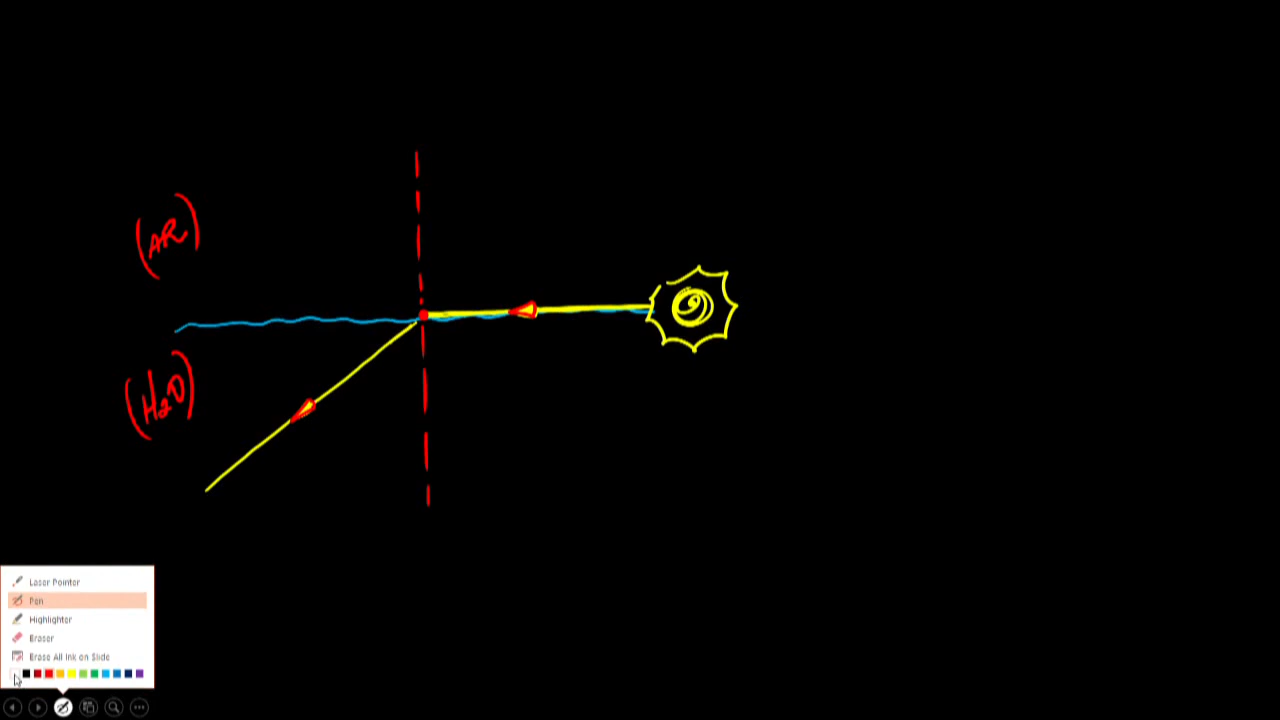 (AR)
(H2O)
Laser Pointer
Pen
Highlighter
Eraser
Erase All Ink on Slide